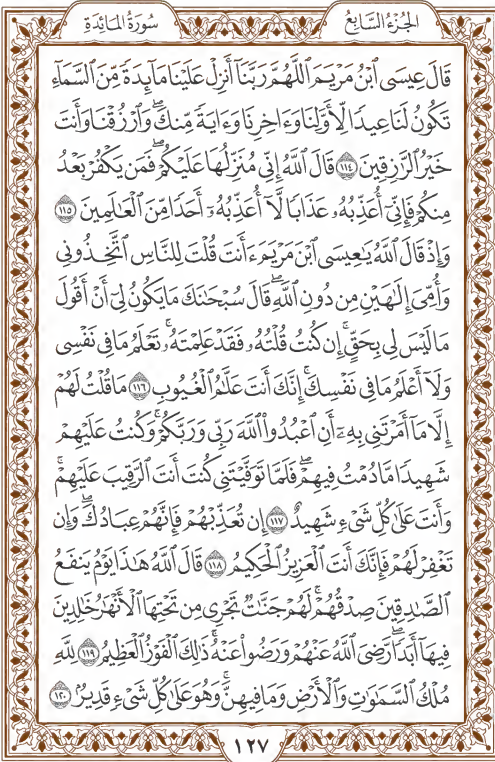 سُورَةُ المَائِدَةِ
الجُزْءُ السَّابِعُ
قَالَ عِيسَى ٱبْنُ مَرْيَمَ ٱللَّهُمَّ رَبَّنَآ أَنزِلْ عَلَيْنَا مَآئِدَةً مِّنَ ٱلسَّمَآءِ
تَكُونُ لَنَا عِيدًا لِّأَوَّلِنَا وَءَاخِرِنَا وَءَايَةً مِّنكَۖ وَٱرْزُقْنَا وَأَنتَ
خَيْرُ ٱلرَّٰزِقِينَ ١١٤ قَالَ ٱللَّهُ إِنِّي مُنَزِّلُهَا عَلَيْكُمْۖ فَمَن يَكْفُرْ بَعْدُ
مِنكُمْ فَإِنِّيٓ أُعَذِّبُهُۥ عَذَابًا لَّآ أُعَذِّبُهُۥٓ أَحَدًا مِّنَ ٱلْعَٰلَمِينَ ١١٥
وَإِذْ قَالَ ٱللَّهُ يَٰعِيسَى ٱبْنَ مَرْيَمَ ءَأَنتَ قُلْتَ لِلنَّاسِ ٱتَّخِذُونِي
وَأُمِّيَ إِلَٰهَيْنِ مِن دُونِ ٱللَّهِۖ قَالَ سُبْحَٰنَكَ مَا يَكُونُ لِيٓ أَنْ أَقُولَ
مَا لَيْسَ لِي بِحَقٍّۚ إِن كُنتُ قُلْتُهُۥ فَقَدْ عَلِمْتَهُۥۚ تَعْلَمُ مَا فِي نَفْسِي
وَلَآ أَعْلَمُ مَا فِي نَفْسِكَۚ إِنَّكَ أَنتَ عَلَّٰمُ ٱلْغُيُوبِ ١١٦ مَا قُلْتُ لَهُمْ
إِلَّا مَآ أَمَرْتَنِي بِهِۦٓ أَنِ ٱعْبُدُوا۟ ٱللَّهَ رَبِّي وَرَبَّكُمْۚ وَكُنتُ عَلَيْهِمْ
شَهِيدًا مَّا دُمْتُ فِيهِمْۖ فَلَمَّا تَوَفَّيْتَنِي كُنتَ أَنتَ ٱلرَّقِيبَ عَلَيْهِمْۚ
وَأَنتَ عَلَىٰ كُلِّ شَيْءٍ شَهِيدٌ ١١٧ إِن تُعَذِّبْهُمْ فَإِنَّهُمْ عِبَادُكَۖ وَإِن
تَغْفِرْ لَهُمْ فَإِنَّكَ أَنتَ ٱلْعَزِيزُ ٱلْحَكِيمُ ١١٨ قَالَ ٱللَّهُ هَٰذَا يَوْمُ يَنفَعُ
ٱلصَّٰدِقِينَ صِدْقُهُمْۚ لَهُمْ جَنَّٰتٌ تَجْرِي مِن تَحْتِهَا ٱلْأَنْهَٰرُ خَٰلِدِينَ
فِيهَآ أَبَدًاۖ رَّضِيَ ٱللَّهُ عَنْهُمْ وَرَضُوا۟ عَنْهُۚ ذَٰلِكَ ٱلْفَوْزُ ٱلْعَظِيمُ ١١٩ لِلَّهِ
مُلْكُ ٱلسَّمَٰوَٰتِ وَٱلْأَرْضِ وَمَا فِيهِنَّۚ وَهُوَ عَلَىٰ كُلِّ شَيْءٍ قَدِيرٌۢ ١٢٠
١٢٧